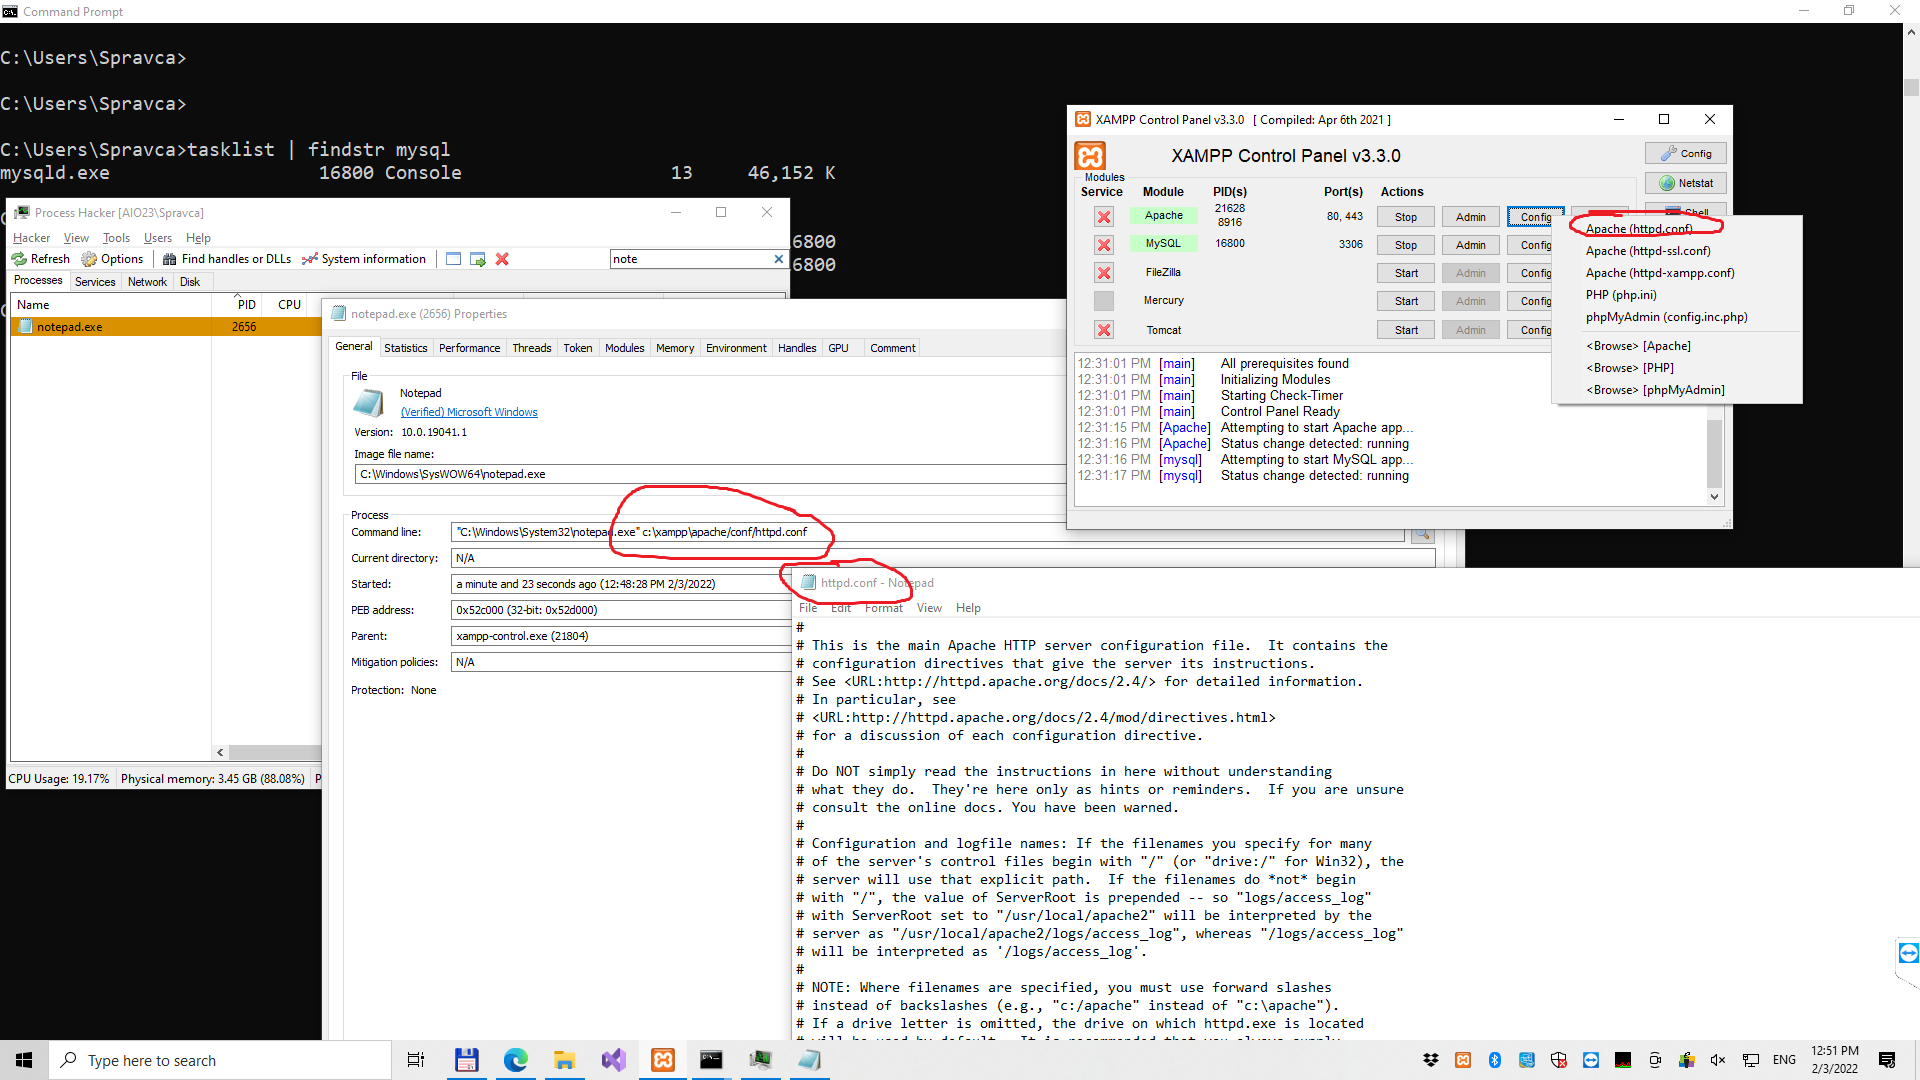 Command Prompt
C:\Users\Spravca>
C:\Users\Spravca>
C:\Users\Spravca>tasklist | findstr mysql
mysqld.exe 16800 Console 13 46,152 K
16800
16800
Process Hacker [AIO23\Spravca]
Hacker View Tools Users Help
Refresh Options Find handles or DLLs System information note
Processes Services Network Disk
Name PID CPU
notepad.exe 2656
CPU Usage: 19.17% Physical memory: 3.45 GB (88.08%) P
notepad.exe (2656) Properties
General Statistics Performance Threads Token Modules Memory Environment Handles GPU Comment
File
Notepad
(Verified) Microsoft Windows
Version: 10.0.19041.1
Image file name:
C:\Windows\SysWOW64\notepad.exe
Process
Command line: "C:\Windows\System32\notepad.exe" c:\xampp\apache/conf/httpd.conf
Current directory: N/A
Started: a minute and 23 seconds ago (12:48:28 PM 2/3/2022)
PEB address: 0x52c000 (32-bit: 0x52d000)
Parent: xampp-control.exe (21804)
Mitigation policies: N/A
Protection: None
XAMPP Control Panel v3.3.0 [ Compiled: Apr 6th 2021 ]
XAMPP Control Panel v3.3.0
Config
Netstat
Shell
Modules
Service Module PID(s) Port(s) Actions
Apache 21628 8916 80, 443 Stop Admin Config
MySQL 16800 3306 Stop Admin Config
FileZilla Start Admin Config
Mercury Start Admin Config
Tomcat Start Admin Config
Apache (httpd.conf)
Apache (httpd-ssl.conf)
Apache (httpd-xampp.conf)
PHP (php.ini)
phpMyAdmin (config.inc.php)
<Browse> [Apache]
<Browse> [PHP]
<Browse> [phpMyAdmin]
12:31:01 PM [main] All prerequisites found
12:31:01 PM [main] Initializing Modules
12:31:01 PM [main] Starting Check-Timer
12:31:01 PM [main] Control Panel Ready
12:31:15 PM [Apache] Attempting to start Apache app...
12:31:16 PM [Apache] Status change detected: running
12:31:16 PM [mysql] Attempting to start MySQL app...
12:31:17 PM [mysql] Status change detected: running
httpd.conf - Notepad
File Edit Format View Help
#
# This is the main Apache HTTP server configuration file.  It contains the
# configuration directives that give the server its instructions.
# See <URL:http://httpd.apache.org/docs/2.4/> for detailed information.
# In particular, see
# <URL:http://httpd.apache.org/docs/2.4/mod/directives.html>
# for a discussion of each configuration directive.
#
# Do NOT simply read the instructions in here without understanding
# what they do.  They're here only as hints or reminders.  If you are unsure
# consult the online docs. You have been warned.
#
# Configuration and logfile names: If the filenames you specify for many
# of the server's control files begin with "/" (or "drive:/" for Win32), the
# server will use that explicit path.  If the filenames do *not* begin
# with "/", the value of ServerRoot is prepended -- so "logs/access_log"
# with ServerRoot set to "/usr/local/apache2" will be interpreted by the
# server as "/usr/local/apache2/logs/access_log", whereas "/logs/access_log"
# will be interpreted as '/logs/access_log'.
#
# NOTE: Where filenames are specified, you must use forward slashes
# instead of backslashes (e.g., "c:/apache" instead of "c:\apache").
# If a drive letter is omitted, the drive on which httpd.exe is located
Type here to search
ENG
12:51 PM
2/3/2022